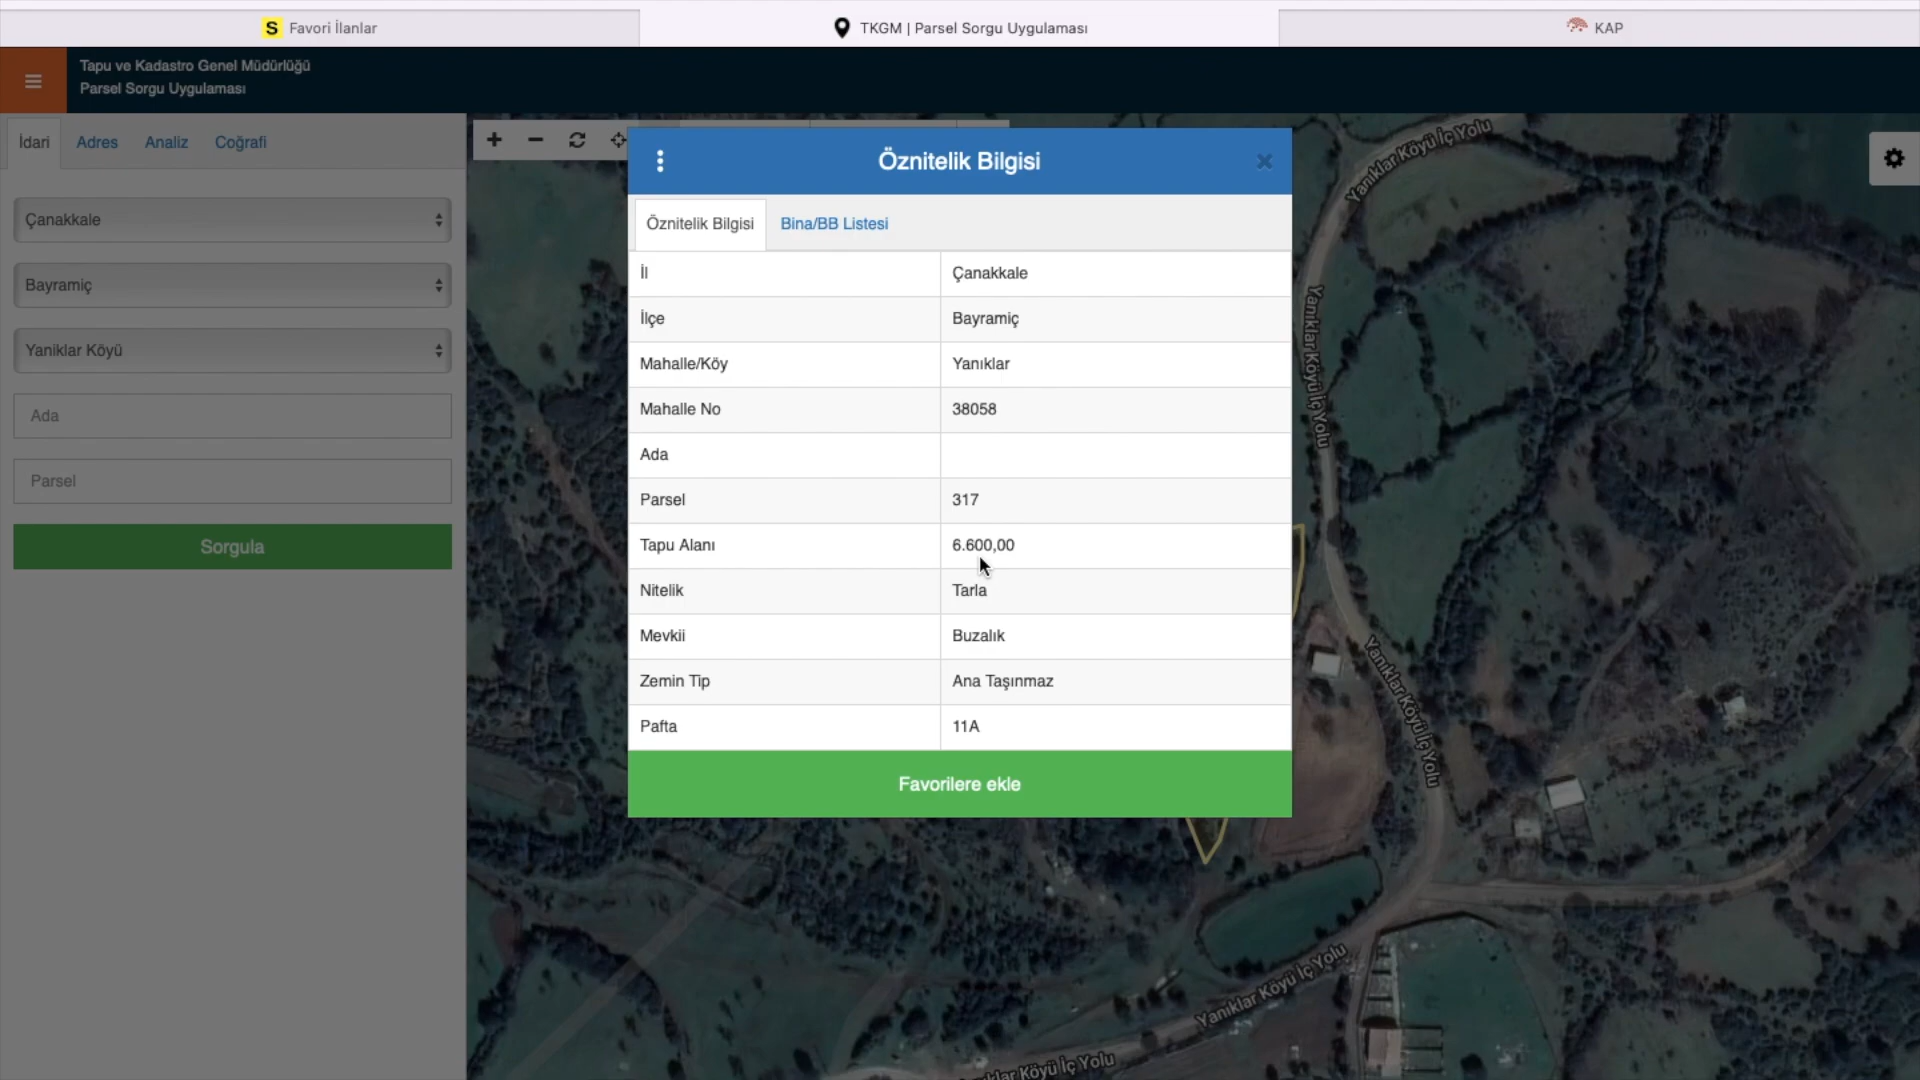 S Favori İlanlar
TKGM | Parsel Sorgu Uygulaması
KAP
Tapu ve Kadastro Genel Müdürlüğü
Parsel Sorgu Uygulaması
İdari
Adres
Analiz
Coğrafi
Çanakkale
Bayramiç
Yaniklar Köyü
Ada
Parsel
Sorgula
Öznitelik Bilgisi
Öznitelik Bilgisi
Bina/BB Listesi
İl Çanakkale
İlçe Bayramiç
Mahalle/Köy Yanıklar
Mahalle No 38058
Ada
Parsel 317
Tapu Alanı 6.600,00
Nitelik Tarla
Mevkii Buzalık
Zemin Tip Ana Taşınmaz
Pafta 11A
Favorilere ekle
Yanıklar Köyü İç Yolu
Yanıklar Köyü İç Yolu
Yanıklar Köyü İç Yolu
Yanıklar Köyü İç Yolu
klar Köyü İç Yolu